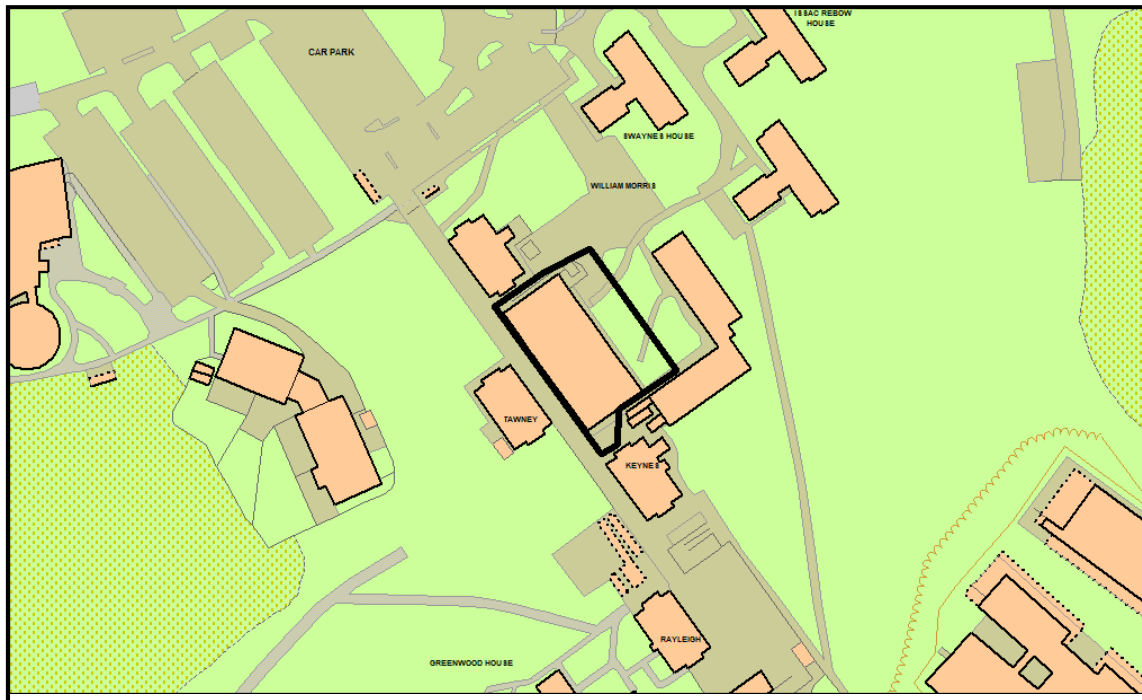 ISSAC REBOW
HOUSE
CAR PARK
SWAYNES HOUSE
WILLIAM MORRIS
TAWNEY
KEYNES
RAYLEIGH
GREENWOOD HOUSE